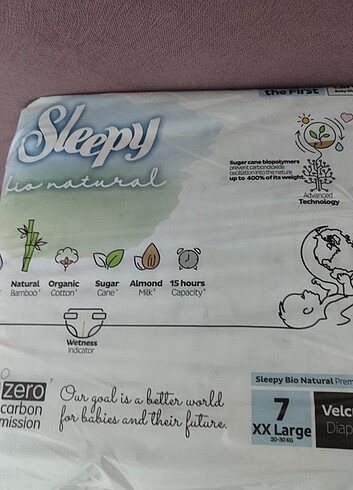 the First
Sleepy
bio natural
Sugar cane biopolymers
prevent carbondioxide
oscillation into the nature
up to 400% of its weight.
Advanced
Technology
Natural
Bamboo
Organic
Cotton
Sugar
Cane
Almond
Milk
15 hours
Capacity
Wetness
Indicator
zero
carbon
mission
Our goal is a better world
for babies and their future.
Sleepy Bio Natural Prem
7
XX Large
20-30 KG
Velc
Diap